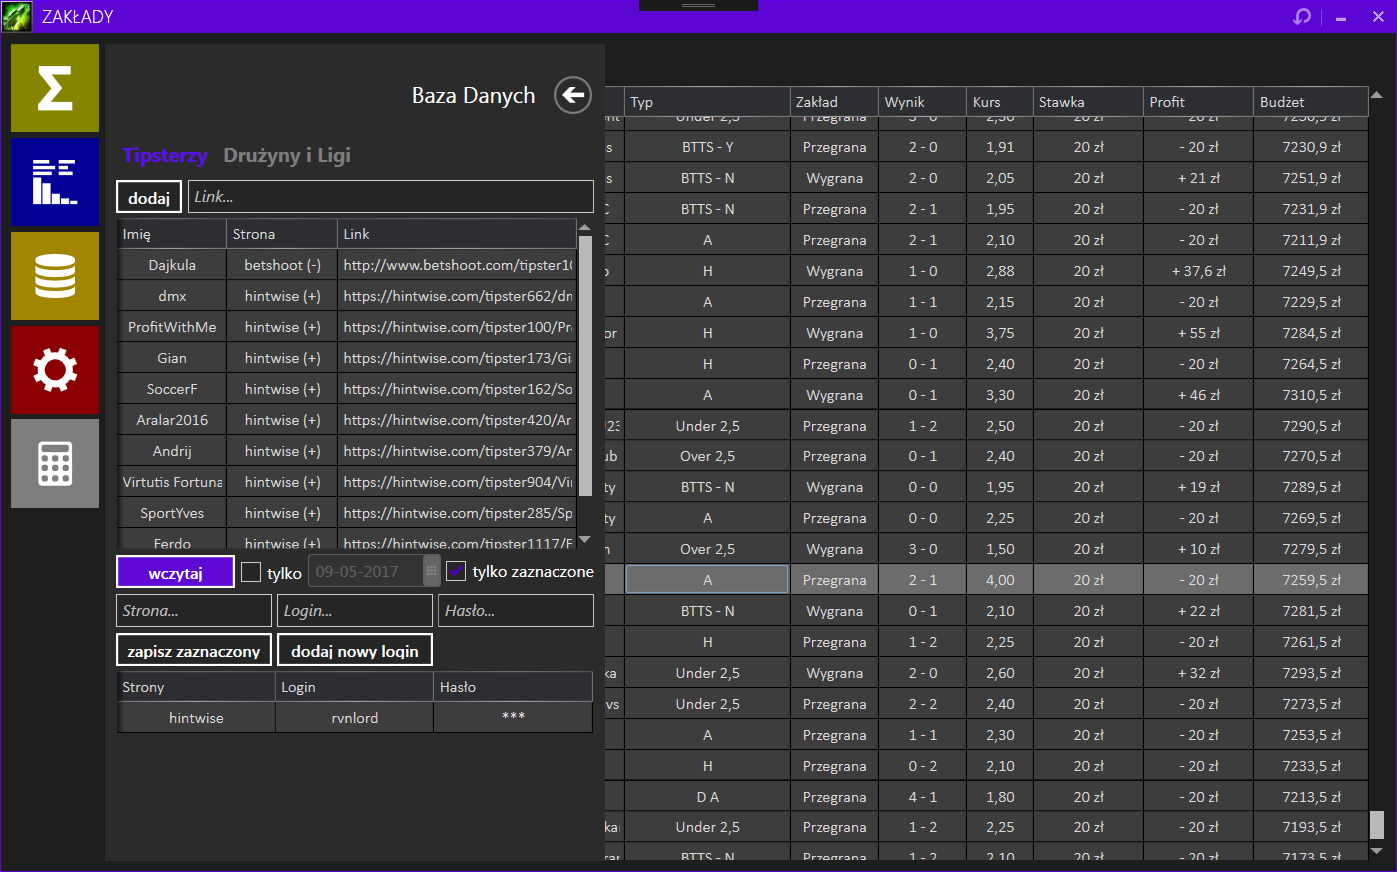 ZAKŁADY
Baza Danych
Tipsterzy Drużyny i Ligi
dodaj Link...
Imię Strona Link
Dajkula betshoot (-) http://www.betshoot.com/tipster10
dmx hintwise (+) https://hintwise.com/tipster662/dm
ProfitWithMe hintwise (+) https://hintwise.com/tipster100/Pr
Gian hintwise (+) https://hintwise.com/tipster173/Gi
SoccerF hintwise (+) https://hintwise.com/tipster162/So
Aralar2016 hintwise (+) https://hintwise.com/tipster420/Ar
Andrij hintwise (+) https://hintwise.com/tipster379/An
Virtutis Fortuna hintwise (+) https://hintwise.com/tipster904/Vi
SportYves hintwise (+) https://hintwise.com/tipster285/Sp
Ferdo hintwise (+) https://hintwise.com/tipster1117/F
wczytaj tylko 09-05-2017 tylko zaznaczone
Strona... Login... Hasło...
zapisz zaznaczony dodaj nowy login
Strony Login Hasło
hintwise rvnlord ***
Typ Zakład Wynik Kurs Stawka Profit Budżet
Under 2,5 Przegrana 3 - 0 2,50 20 zł - 20 zł 7250,9 zł
BTTS - Y Przegrana 2 - 0 1,91 20 zł - 20 zł 7230,9 zł
BTTS - N Wygrana 2 - 0 2,05 20 zł + 21 zł 7251,9 zł
BTTS - N Przegrana 2 - 1 1,95 20 zł - 20 zł 7231,9 zł
A Przegrana 2 - 1 2,10 20 zł - 20 zł 7211,9 zł
H Wygrana 1 - 0 2,88 20 zł + 37,6 zł 7249,5 zł
A Przegrana 1 - 1 2,15 20 zł - 20 zł 7229,5 zł
H Wygrana 1 - 0 3,75 20 zł + 55 zł 7284,5 zł
H Przegrana 0 - 1 2,40 20 zł - 20 zł 7264,5 zł
A Wygrana 0 - 1 3,30 20 zł + 46 zł 7310,5 zł
Under 2,5 Przegrana 1 - 2 2,50 20 zł - 20 zł 7290,5 zł
Over 2,5 Przegrana 0 - 1 2,40 20 zł - 20 zł 7270,5 zł
BTTS - N Wygrana 0 - 0 1,95 20 zł + 19 zł 7289,5 zł
A Przegrana 0 - 0 2,25 20 zł - 20 zł 7269,5 zł
Over 2,5 Wygrana 3 - 0 1,50 20 zł + 10 zł 7279,5 zł
A Przegrana 2 - 1 4,00 20 zł - 20 zł 7259,5 zł
BTTS - N Wygrana 0 - 1 2,10 20 zł + 22 zł 7281,5 zł
H Przegrana 1 - 2 2,25 20 zł - 20 zł 7261,5 zł
Under 2,5 Wygrana 2 - 0 2,60 20 zł + 32 zł 7293,5 zł
Under 2,5 Przegrana 2 - 2 2,40 20 zł - 20 zł 7273,5 zł
A Przegrana 1 - 1 2,30 20 zł - 20 zł 7253,5 zł
H Przegrana 0 - 2 2,10 20 zł - 20 zł 7233,5 zł
D A Przegrana 4 - 1 1,80 20 zł - 20 zł 7213,5 zł
Under 2,5 Przegrana 1 - 2 2,25 20 zł - 20 zł 7193,5 zł
BTTS - N Przegrana 1 - 2 2,10 20 zł - 20 zł 7173,5 zł